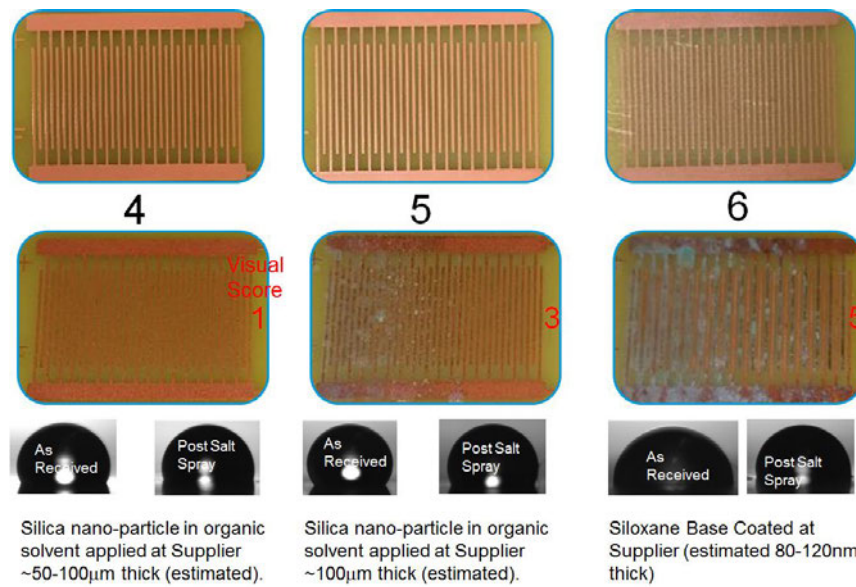 4
5
6
Visual
Score
1
3
5
As
Received
Post Salt
Spray
As
Received
Post Salt
Spray
As
Received
Post Salt
Spray
Silica nano-particle in organic
solvent applied at Supplier
~50-100μm thick (estimated).
Silica nano-particle in organic
solvent applied at Supplier
~100μm thick (estimated).
Siloxane Base Coated at
Supplier (estimated 80-120nm
thick)